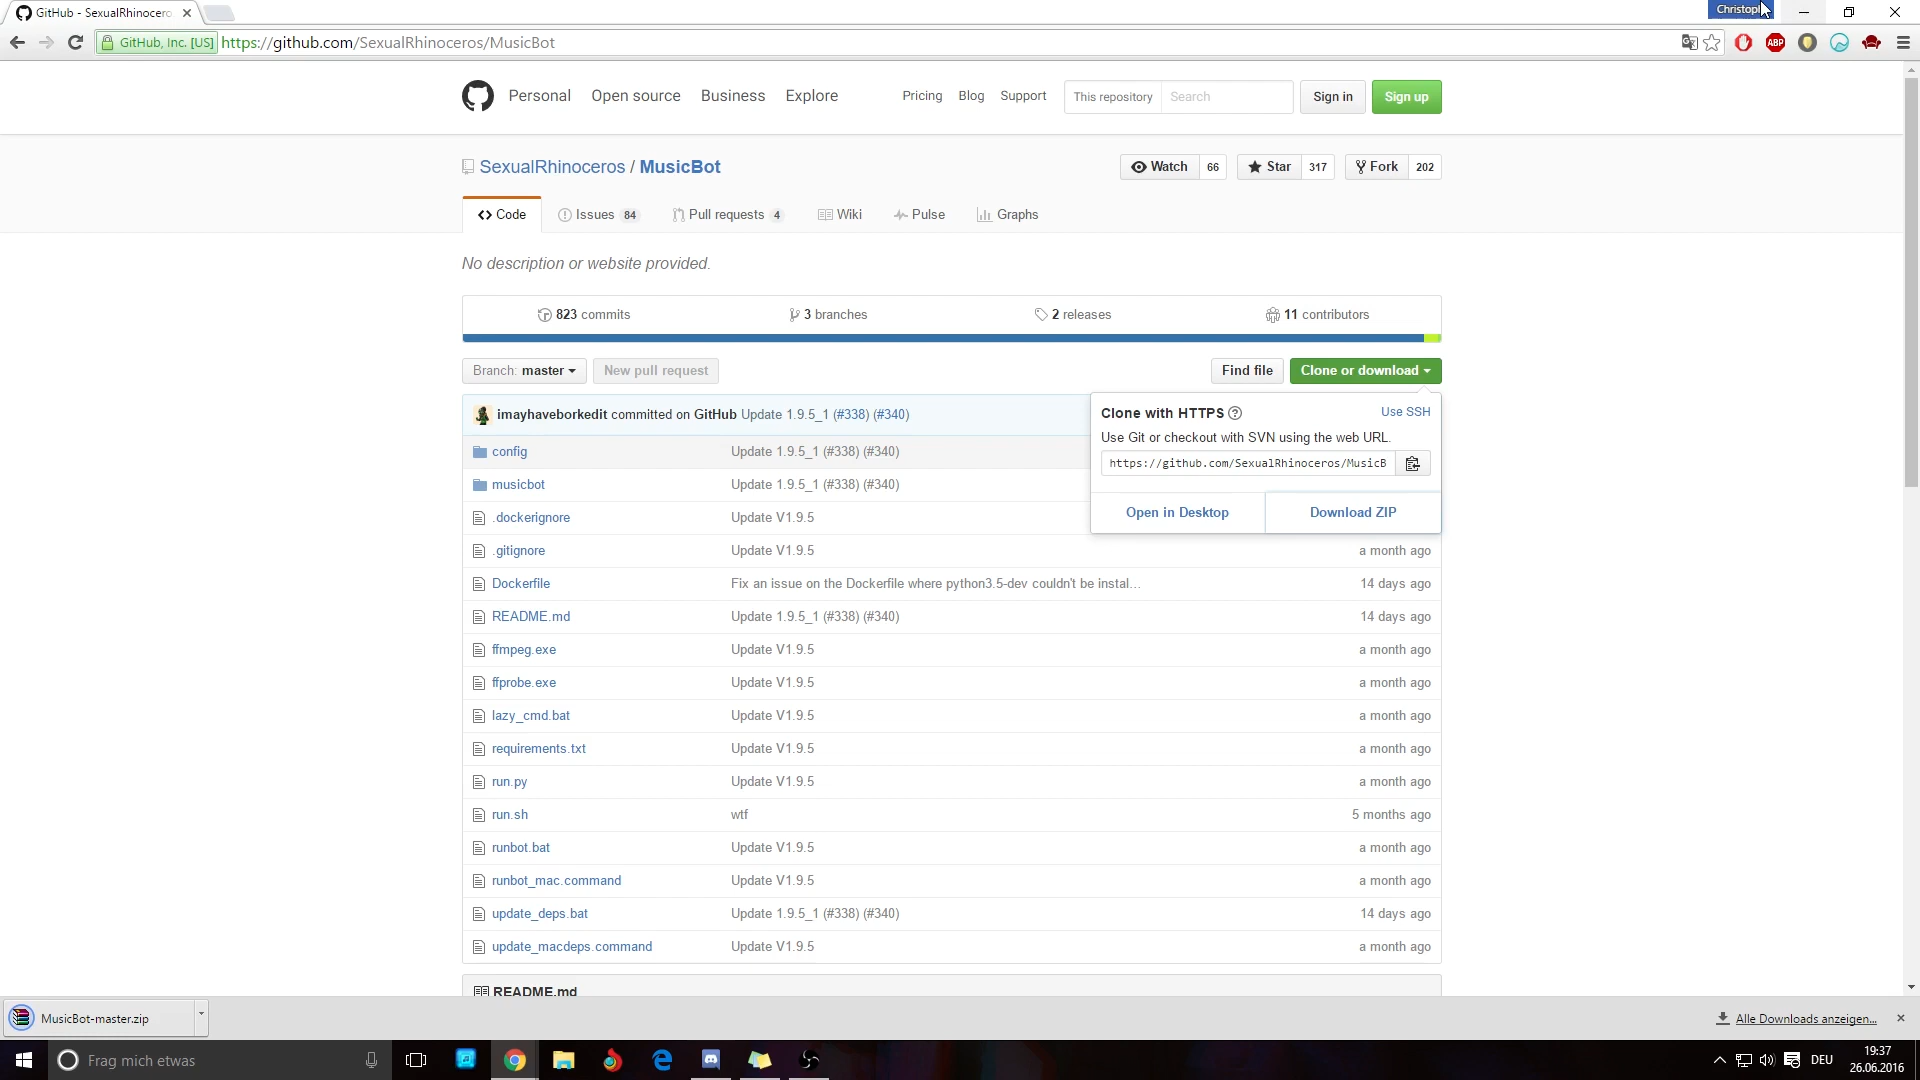 GitHub - SexualRhinocero
Christoph
GitHub, Inc. [US]
https://github.com/SexualRhinoceros/MusicBot
ABP
Personal Open source Business Explore Pricing Blog Support This repository Search Sign in Sign up
SexualRhinoceros / MusicBot
Watch 66 Star 317 Fork 202
Code Issues 84 Pull requests 4 Wiki Pulse Graphs
No description or website provided.
823 commits 3 branches 2 releases 11 contributors
Branch: master New pull request Find file Clone or download
imayhaveborkedit committed on GitHub Update 1.9.5_1 (#338) (#340)
Clone with HTTPS ? Use SSH
Use Git or checkout with SVN using the web URL.
https://github.com/SexualRhinoceros/MusicB
Open in Desktop Download ZIP
config Update 1.9.5_1 (#338) (#340)
musicbot Update 1.9.5_1 (#338) (#340)
.dockerignore Update V1.9.5
.gitignore Update V1.9.5 a month ago
Dockerfile Fix an issue on the Dockerfile where python3.5-dev couldn't be instal… 14 days ago
README.md Update 1.9.5_1 (#338) (#340) 14 days ago
ffmpeg.exe Update V1.9.5 a month ago
ffprobe.exe Update V1.9.5 a month ago
lazy_cmd.bat Update V1.9.5 a month ago
requirements.txt Update V1.9.5 a month ago
run.py Update V1.9.5 a month ago
run.sh wtf 5 months ago
runbot.bat Update V1.9.5 a month ago
runbot_mac.command Update V1.9.5 a month ago
update_deps.bat Update 1.9.5_1 (#338) (#340) 14 days ago
update_macdeps.command Update V1.9.5 a month ago
README.md
MusicBot-master.zip
Alle Downloads anzeigen...
Frag mich etwas
DEU
19:37
26.06.2016